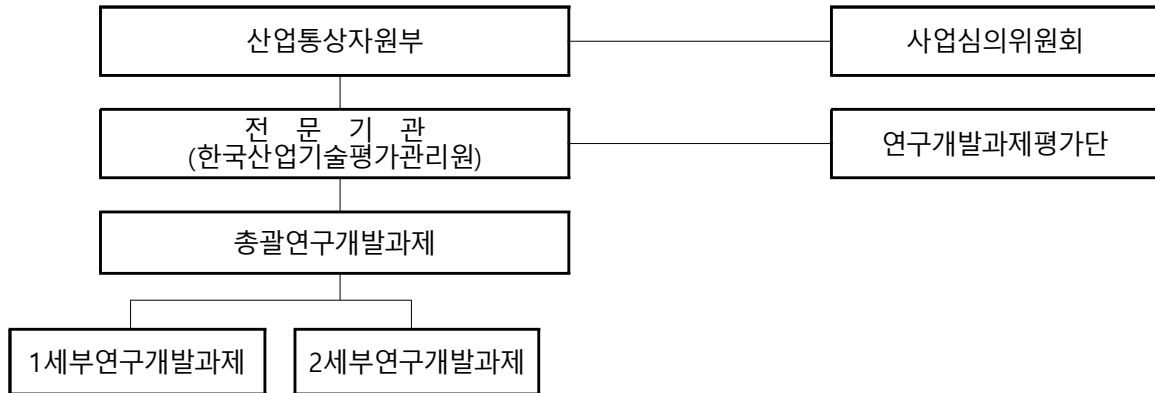 산업통상자원부
사업심의위원회
전 문 기 관
(한국산업기술평가관리원)
연구개발과제평가단
총괄연구개발과제
1세부연구개발과제
2세부연구개발과제